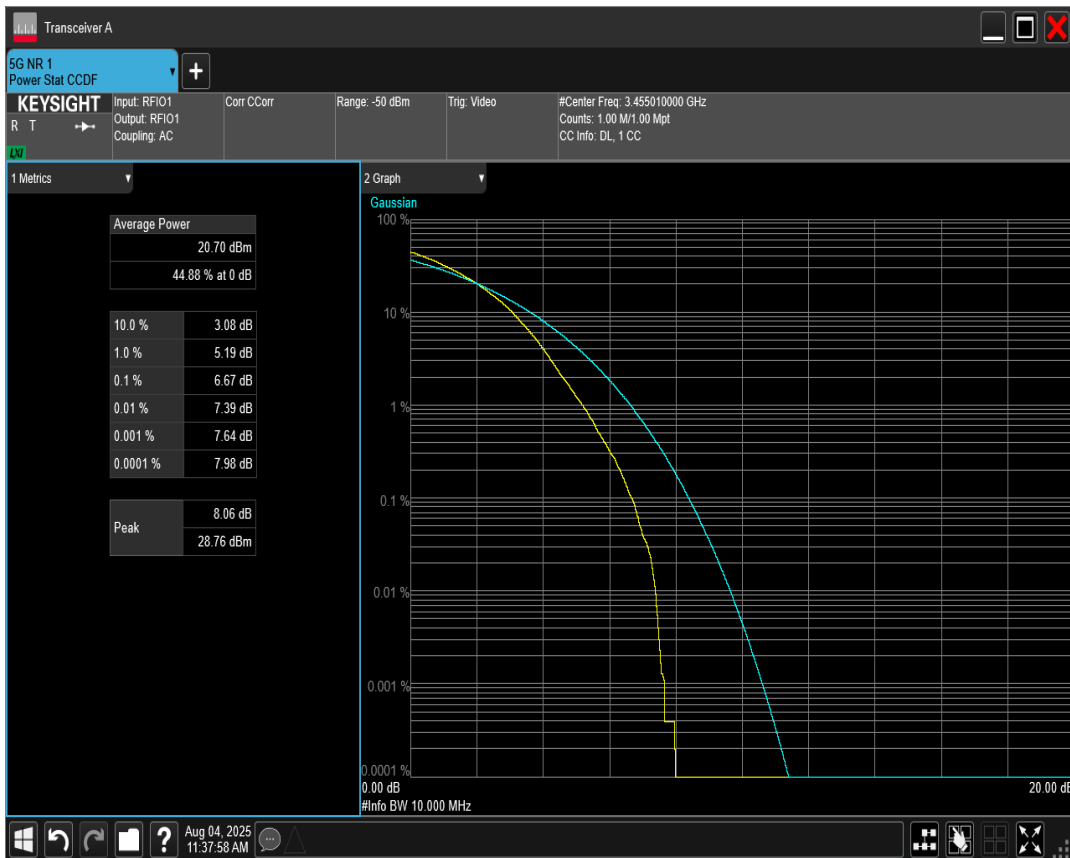 Transceiver A
5G NR 1
Power Stat CCDF
+
KEYSIGHT
R T
LXI
Input: RFIO1
Output: RFIO1
Coupling: AC
Corr CCorr
Range: -50 dBm
Trig: Video
#Center Freq: 3.455010000 GHz
Counts: 1.00 M/1.00 Mpt
CC Info: DL, 1 CC
1 Metrics
Average Power
20.70 dBm
44.88 % at 0 dB
10.0 % 3.08 dB
1.0 % 5.19 dB
0.1 % 6.67 dB
0.01 % 7.39 dB
0.001 % 7.64 dB
0.0001 % 7.98 dB
Peak
8.06 dB
28.76 dBm
2 Graph
Gaussian
100 %
10 %
1 %
0.1 %
0.01 %
0.001 %
0.0001 %
0.00 dB 20.00 dB
#Info BW 10.000 MHz
?
Aug 04, 2025
11:37:58 AM